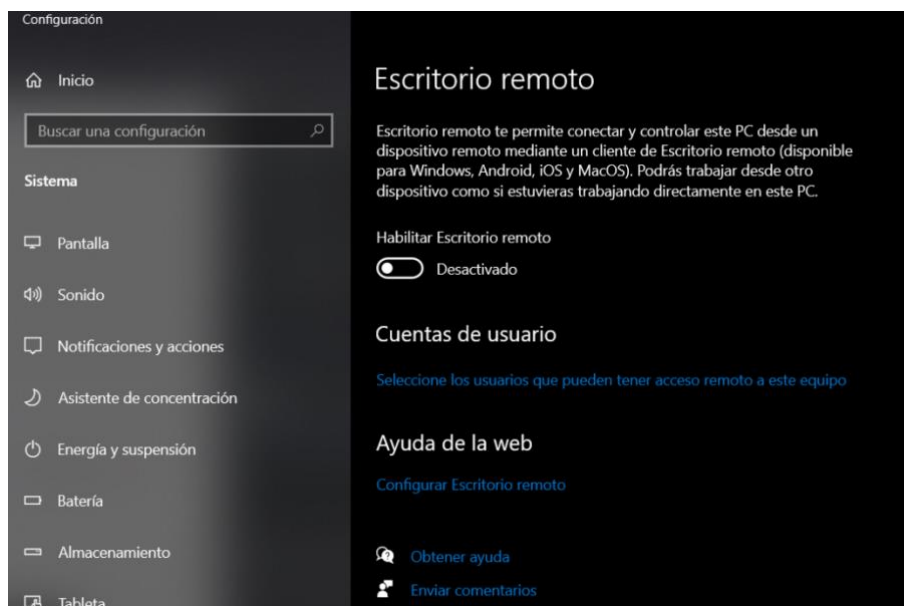 Configuración
Inicio
Buscar una configuración
Sistema
Pantalla
Sonido
Notificaciones y acciones
Asistente de concentración
Energía y suspensión
Batería
Almacenamiento
Tableta
Escritorio remoto
Escritorio remoto te permite conectar y controlar este PC desde un
dispositivo remoto mediante un cliente de Escritorio remoto (disponible
para Windows, Android, iOS y MacOS). Podrás trabajar desde otro
dispositivo como si estuvieras trabajando directamente en este PC.
Habilitar Escritorio remoto
Desactivado
Cuentas de usuario
Seleccione los usuarios que pueden tener acceso remoto a este equipo
Ayuda de la web
Configurar Escritorio remoto
Obtener ayuda
Enviar comentarios